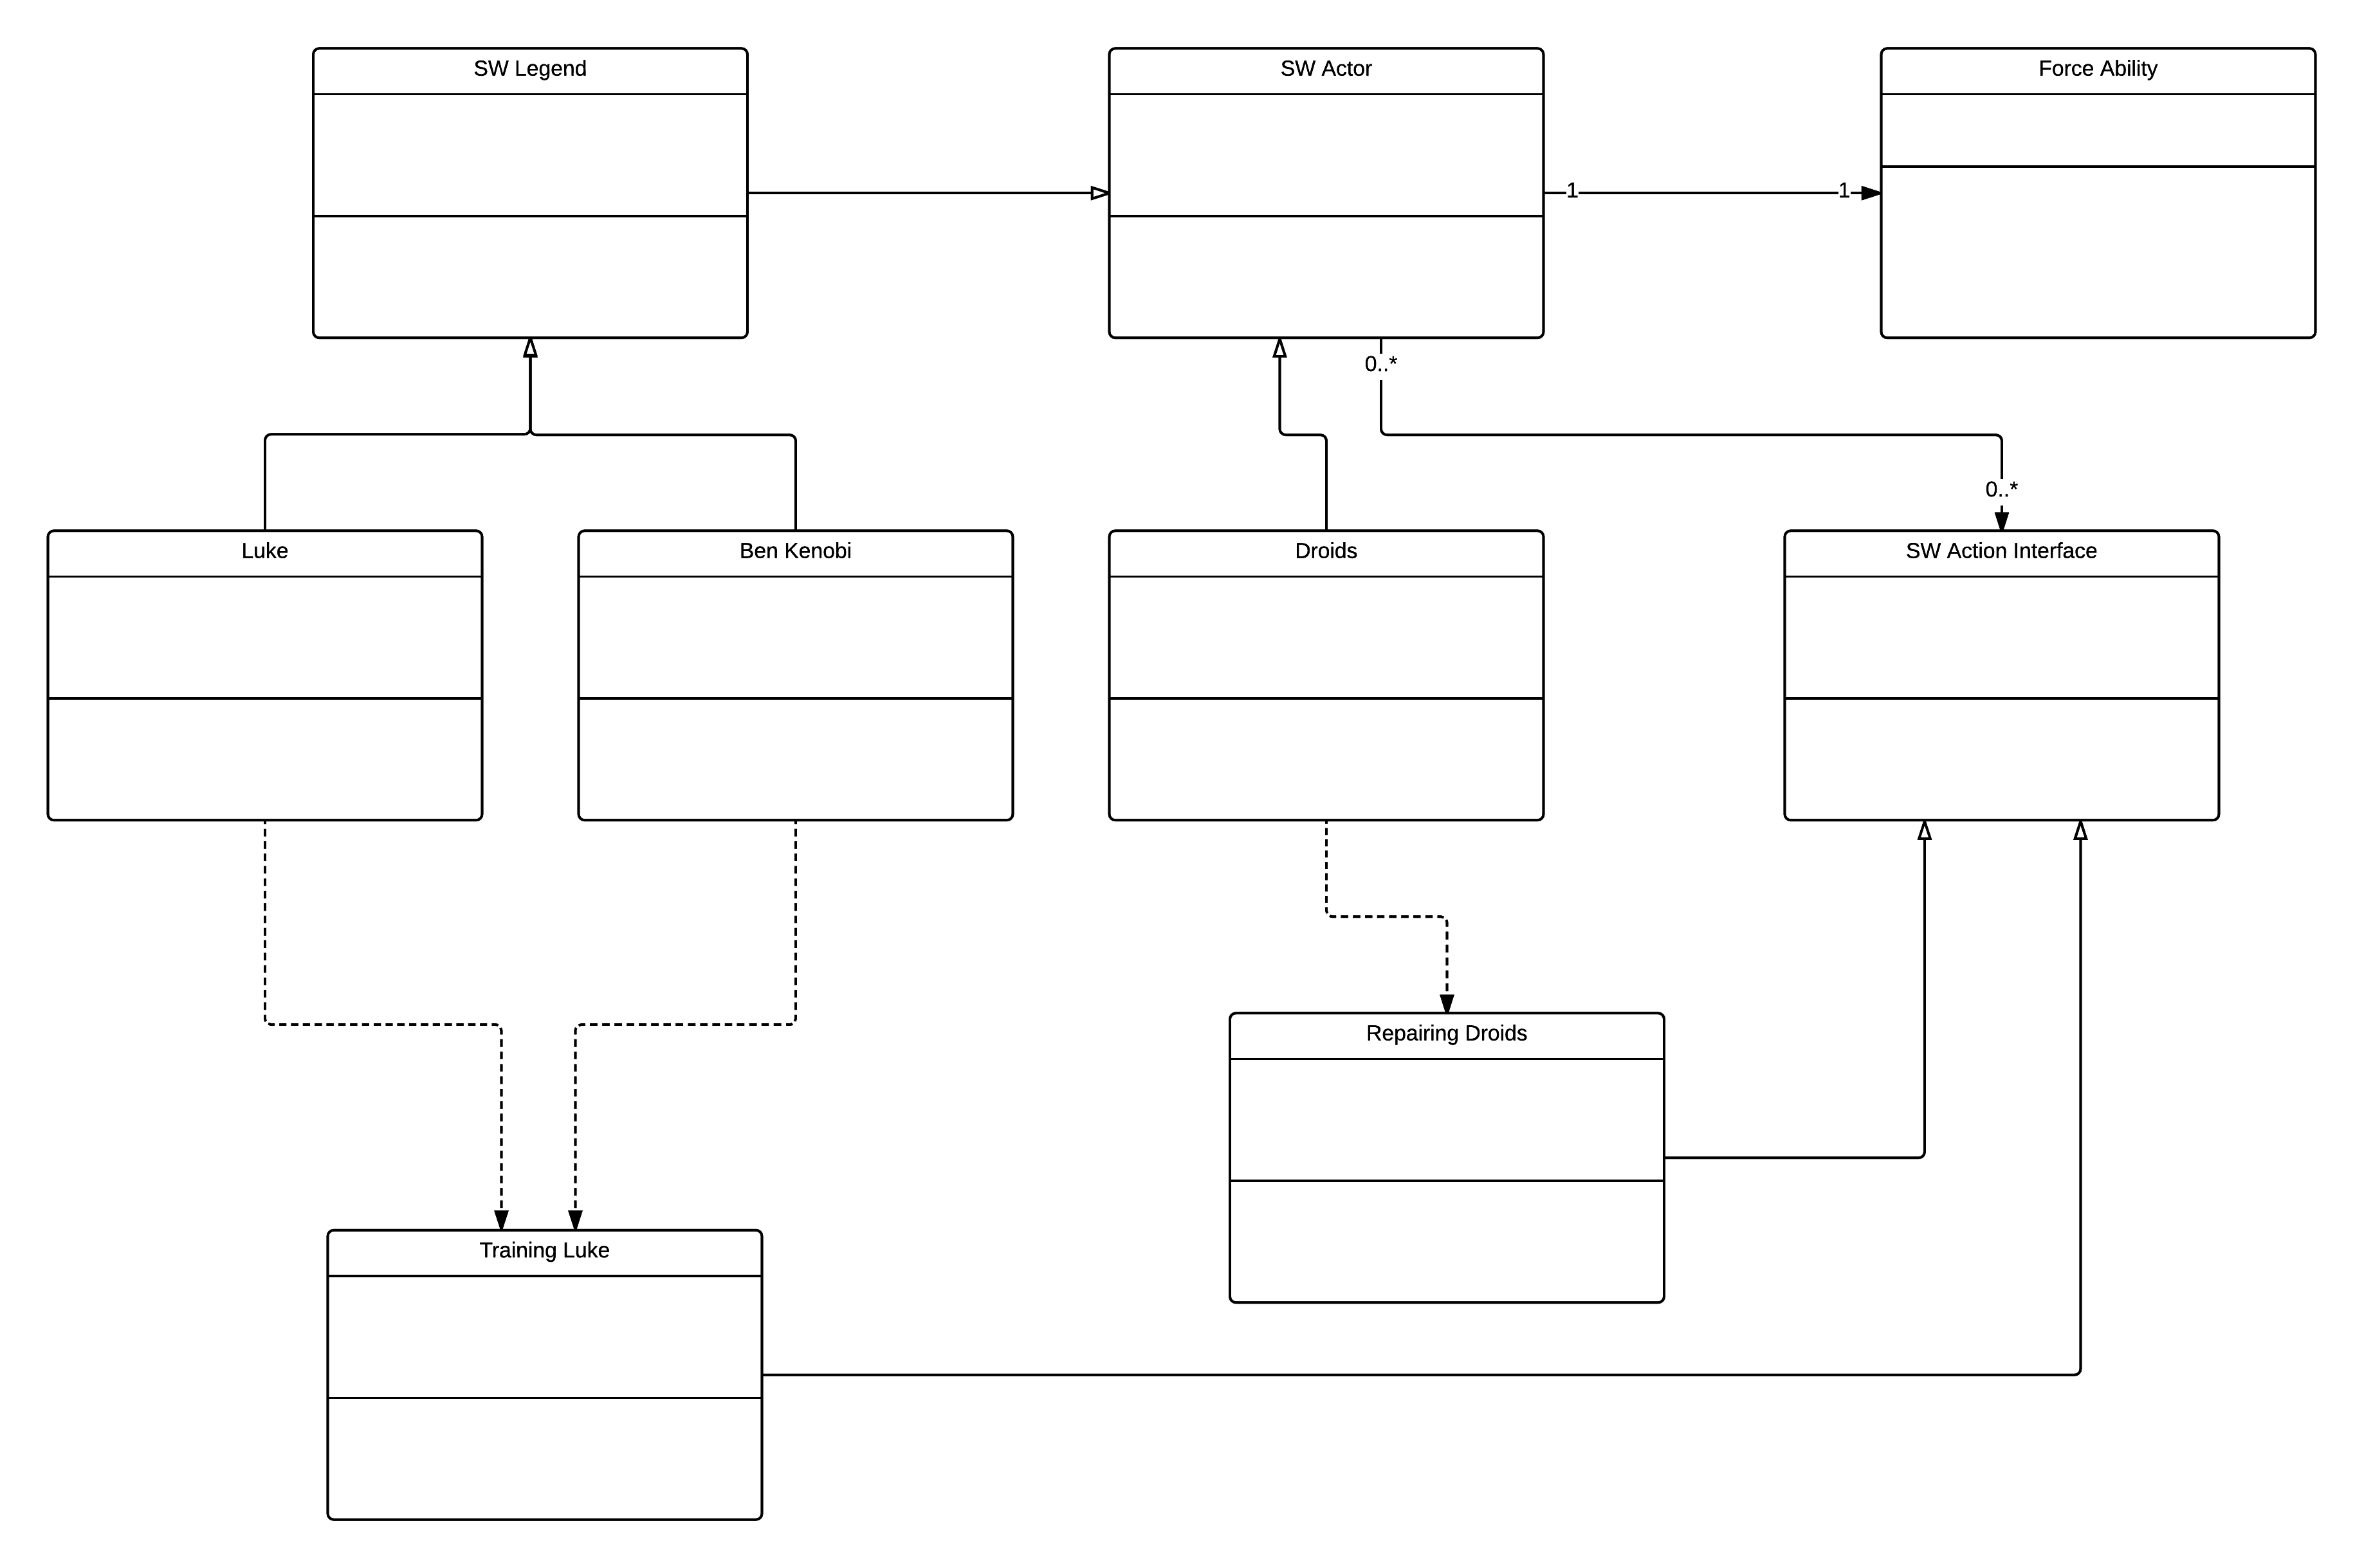 SW Legend
SW Actor
Force Ability
1
1
0..*
0..*
Luke
Ben Kenobi
Droids
SW Action Interface
Repairing Droids
Training Luke